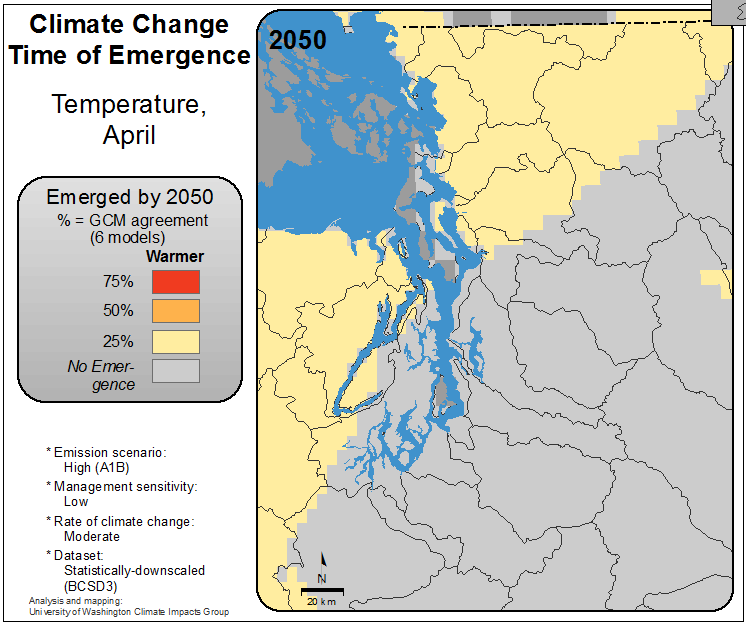 Climate Change
Time of Emergence
Temperature,
April
Emerged by 2050
% = GCM agreement
(6 models)
Warmer
75%
50%
25%
No Emer-
gence
* Emission scenario:
High (A1B)
* Management sensitivity:
Low
* Rate of climate change:
Moderate
* Dataset:
Statistically-downscaled
(BCSD3)
Analysis and mapping:
University of Washington Climate Impacts Group
2050
N
20 km